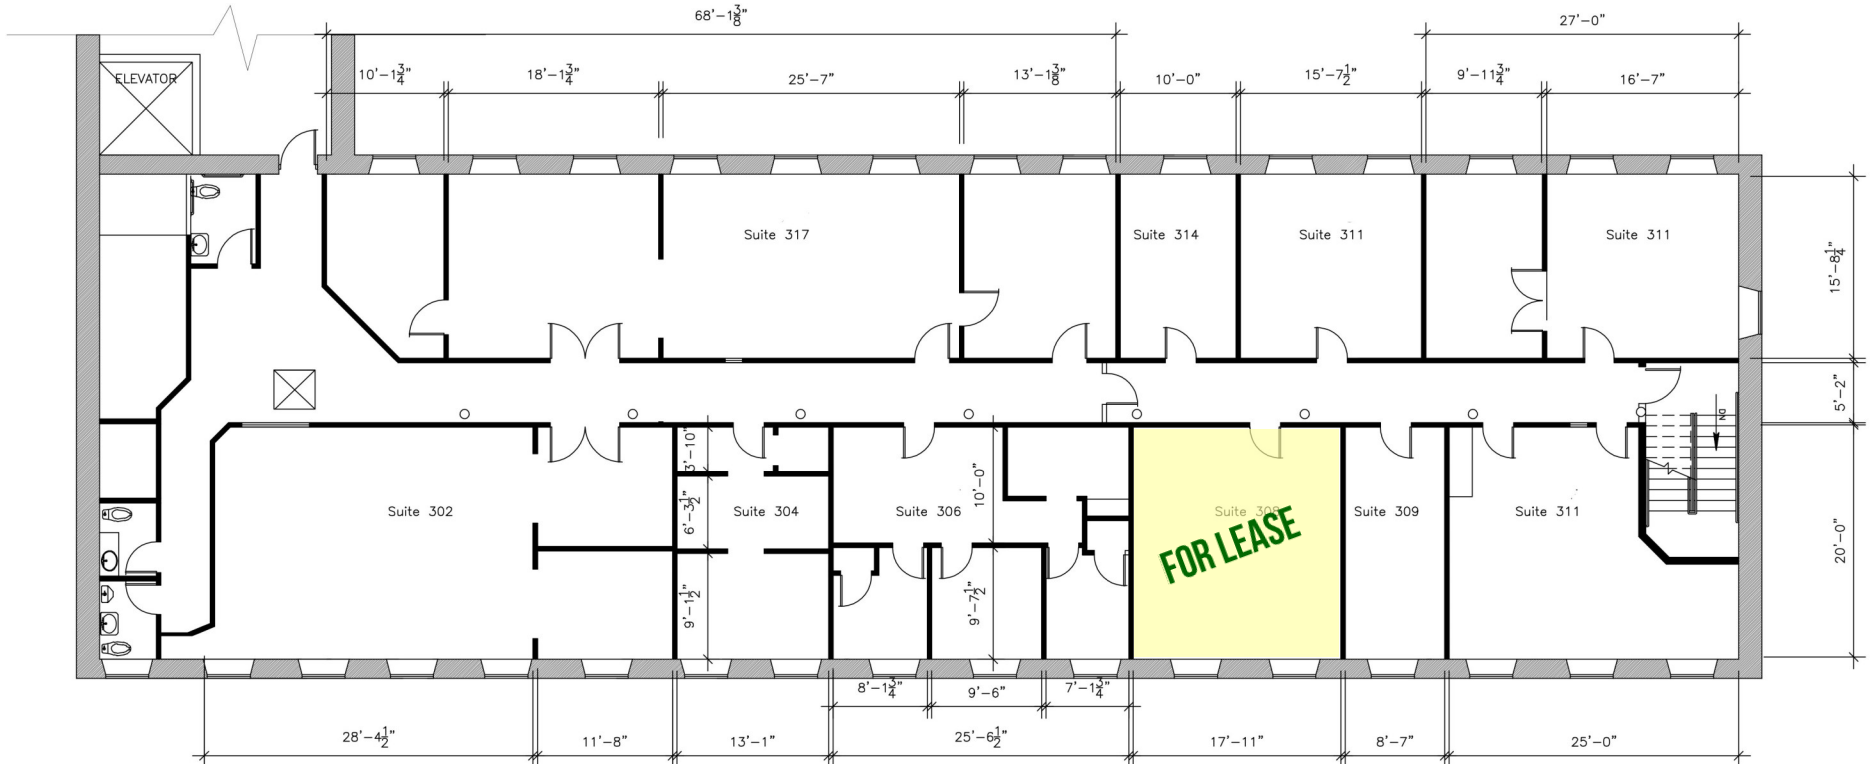 68'-1 3/8"
27'-0"
10'-1 3/4"
18'-1 3/4"
25'-7"
13'-1 3/8"
10'-0"
15'-7 1/2"
9'-11 3/4"
16'-7"
ELEVATOR
Suite 317
Suite 314
Suite 311
Suite 311
15'-8 1/4"
5'-2"
DN
3'-10"
10'-0"
6'-3 1/2"
Suite 302
Suite 304
Suite 306
Suite 308
Suite 309
Suite 311
FOR LEASE
20'-0"
9'-1 1/2"
9'-7 1/2"
8'-1 3/4"
9'-6"
7'-1 3/4"
28'-4 1/2"
11'-8"
13'-1"
25'-6 1/2"
17'-11"
8'-7"
25'-0"